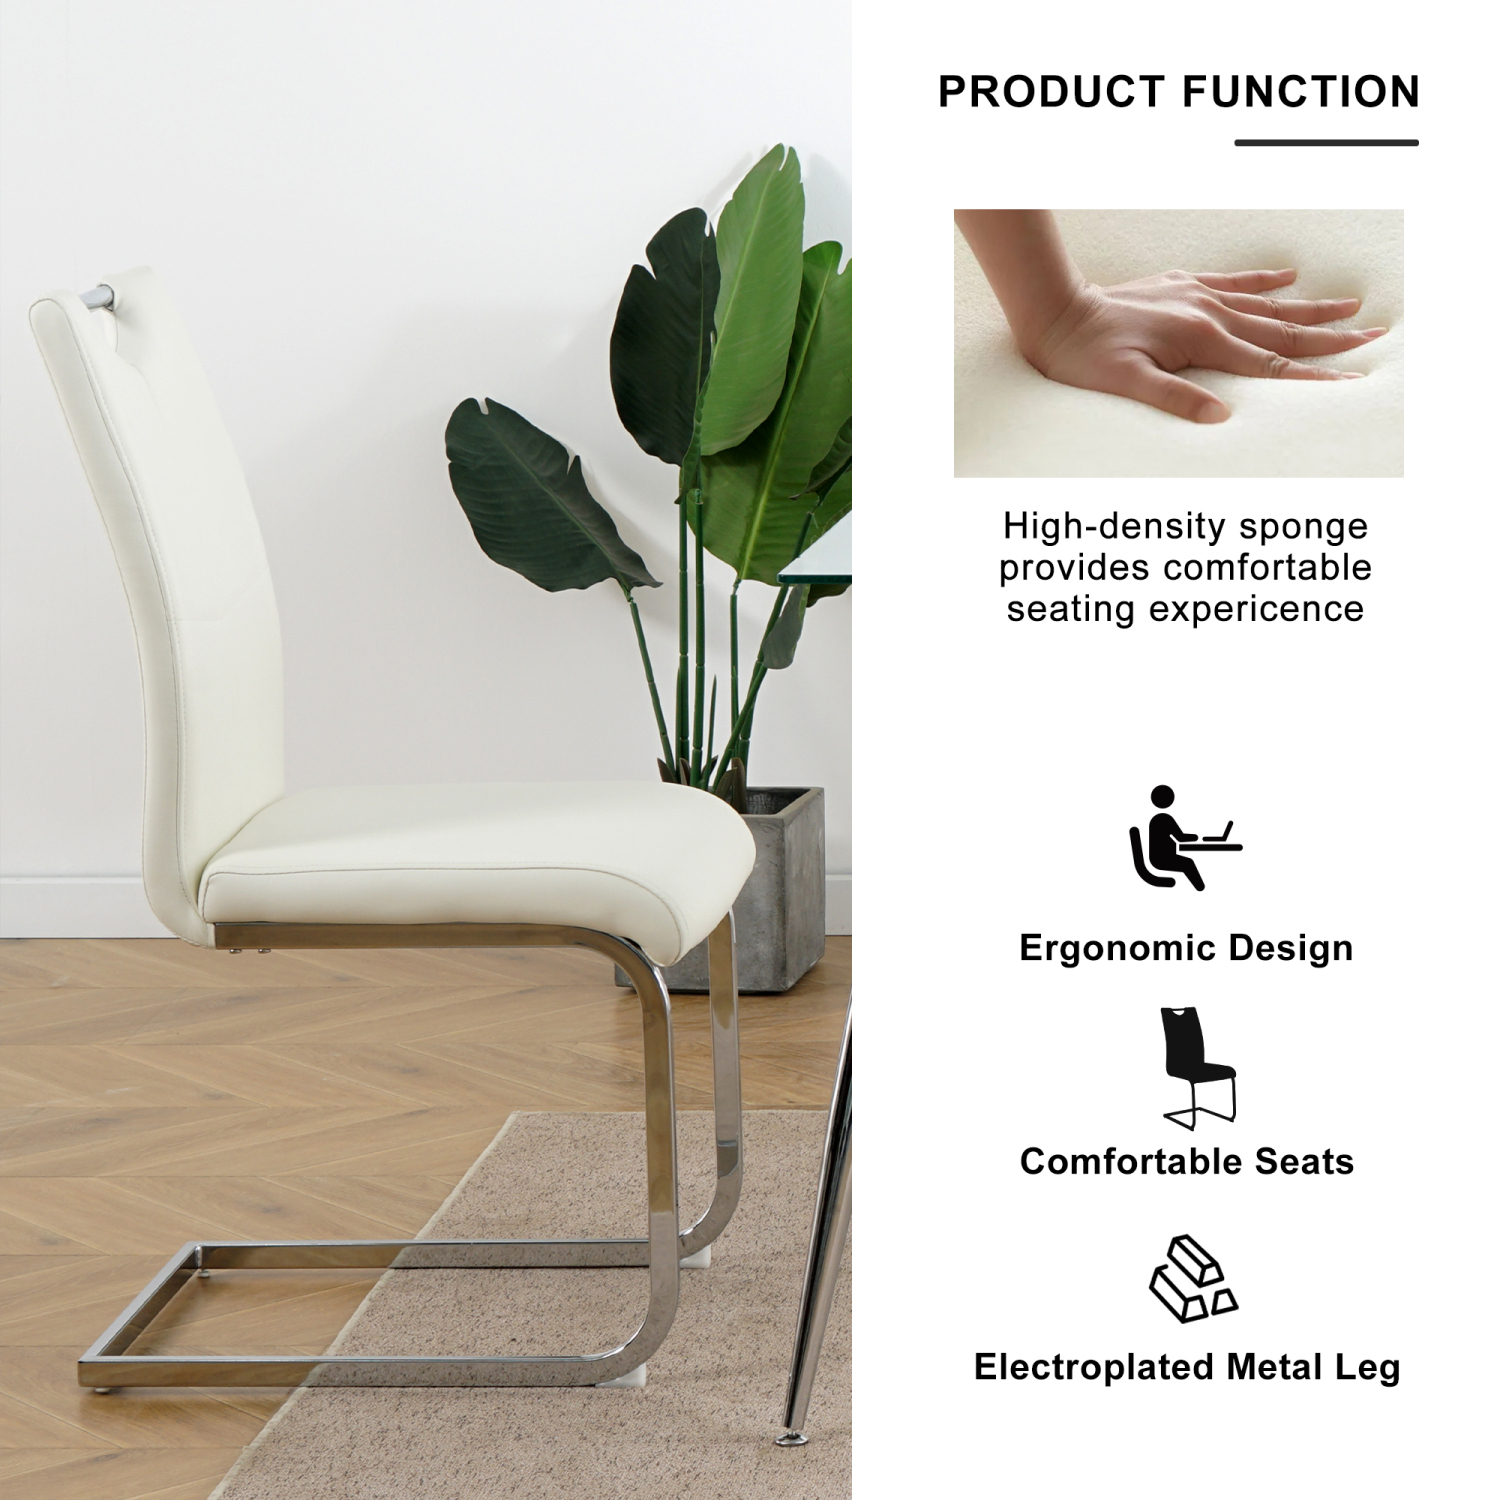 PRODUCT FUNCTION
High-density sponge
provides comfortable
seating expericence
Ergonomic Design
Comfortable Seats
Electroplated Metal Leg